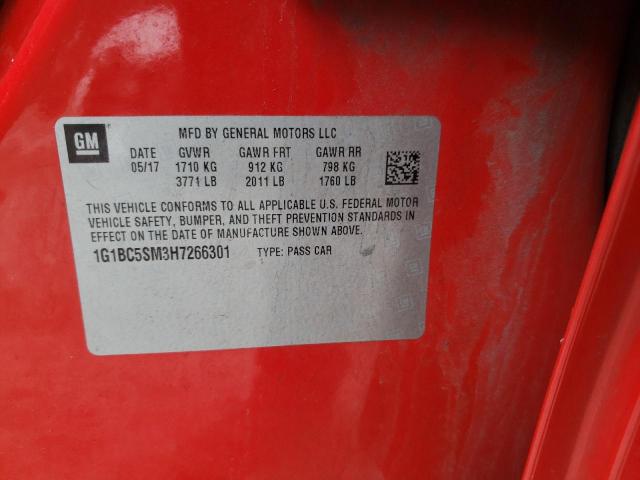 GM
MFD BY GENERAL MOTORS LLC
DATE GVWR GAWR FRT GAWR RR
05/17 1710 KG 912 KG 798 KG
3771 LB 2011 LB 1760 LB
THIS VEHICLE CONFORMS TO ALL APPLICABLE U.S. FEDERAL MOTOR
VEHICLE SAFETY, BUMPER, AND THEFT PREVENTION STANDARDS IN
EFFECT ON THE DATE OF MANUFACTURE SHOWN ABOVE.
1G1BC5SM3H7266301 TYPE: PASS CAR